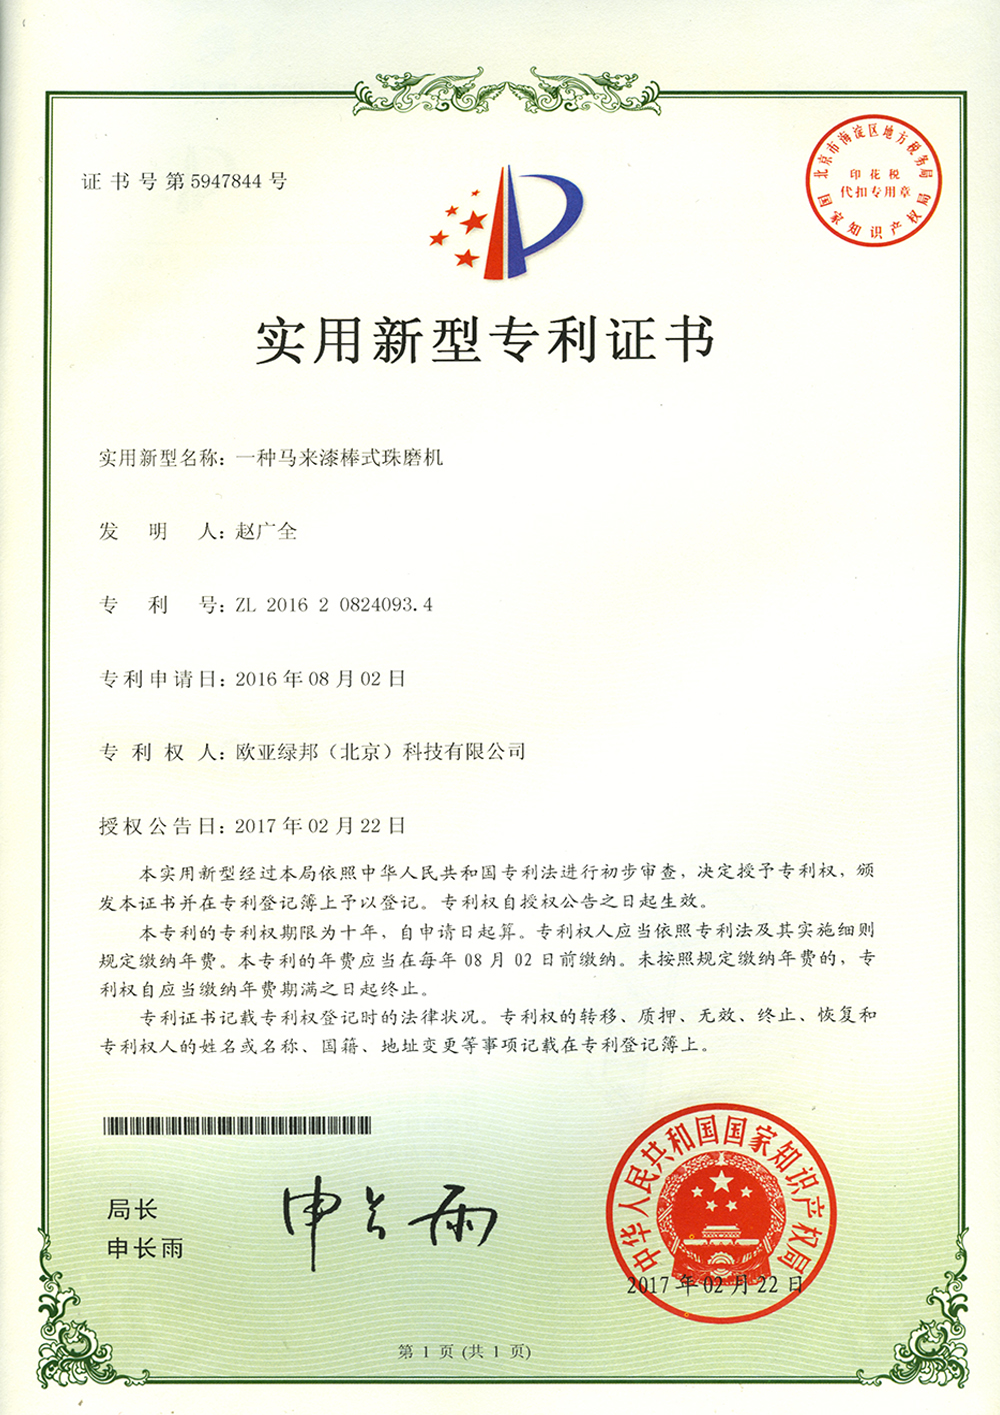 证书号第5947844号
北京市海淀区地方税务局
印花税
代扣专用章
国家知识产权局
实用新型专利证书
实用新型名称：一种马来漆棒式珠磨机
发明人：赵广全
专利号：ZL 2016 2 0824093.4
专利申请日：2016年08月02日
专利权人：欧亚绿邦（北京）科技有限公司
授权公告日：2017年02月22日
本实用新型经过本局依照中华人民共和国专利法进行初步审查，决定授予专利权，颁
发本证书并在专利登记簿上予以登记。专利权自授权公告之日起生效。
本专利的专利权期限为十年，自申请日起算。专利权人应当依照专利法及其实施细则
规定缴纳年费。本专利的年费应当在每年08月02日前缴纳。未按照规定缴纳年费的，专
利权自应当缴纳年费期满之日起终止。
专利证书记载专利权登记时的法律状况。专利权的转移、质押、无效、终止、恢复和
专利权人的姓名或名称、国籍、地址变更等事项记载在专利登记簿上。
局长
申长雨
申长雨
中华人民共和国国家知识产权局
2017年02月22日
第1页(共1页)